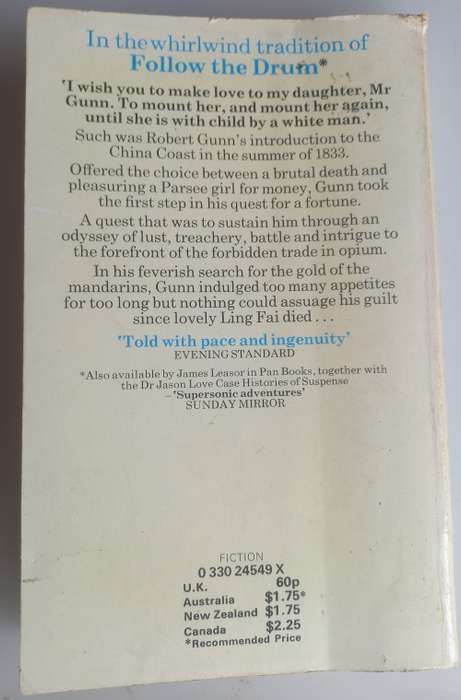 In the whirlwind tradition of
Follow the Drum*
'I wish you to make love to my daughter, Mr
Gunn. To mount her, and mount her again,
until she is with child by a white man.'
Such was Robert Gunn's introduction to the
China Coast in the summer of 1833.
Offered the choice between a brutal death and
pleasuring a Parsee girl for money, Gunn took
the first step in his quest for a fortune.
A quest that was to sustain him through an
odyssey of lust, treachery, battle and intrigue to
the forefront of the forbidden trade in opium.
In his feverish search for the gold of the
mandarins, Gunn indulged too many appetites
for too long but nothing could assuage his guilt
since lovely Ling Fai died . . .
'Told with pace and ingenuity'
EVENING STANDARD
*Also available by James Leasor in Pan Books, together with
the Dr Jason Love Case Histories of Suspense
– 'Supersonic adventures'
SUNDAY MIRROR
FICTION
0 330 24549 X
U.K. 60p
Australia $1.75*
New Zealand $1.75
Canada $2.25
*Recommended Price